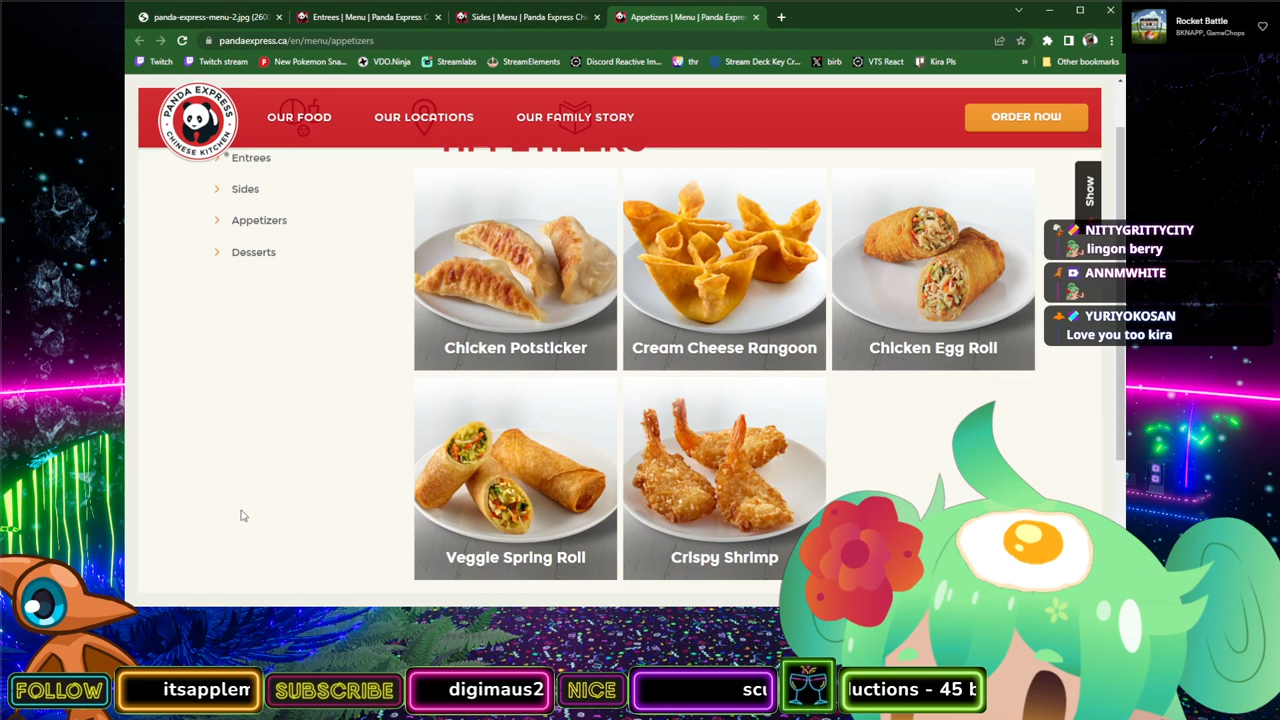 panda-express-menu-2.jpg (260(
Entrees | Menu | Panda Express C
Sides | Menu | Panda Express Ch
Appetizers | Menu | Panda Expre
pandaexpress.ca/en/menu/appetizers
Twitch
Twitch stream
New Pokemon Sna...
VDO.Ninja
Streamlabs
StreamElements
Discord Reactive Im...
thr
Stream Deck Key Cr...
birb
VTS React
Kira Pls
Other bookmarks
Rocket Battle
BKNAPP, GameChops
PANDA EXPRESS
CHINESE KITCHEN
OUR FOOD
OUR LOCATIONS
OUR FAMILY STORY
ORDER NOW
Entrees
Sides
Appetizers
Desserts
Show
Chicken Potsticker
Cream Cheese Rangoon
Chicken Egg Roll
Veggie Spring Roll
Crispy Shrimp
NITTYGRITTYCITY
lingon berry
ANNMWHITE
YURIYOKOSAN
Love you too kira
FOLLOW
itsapplem
SUBSCRIBE
digimaus2
NICE
scu
luctions - 45 b